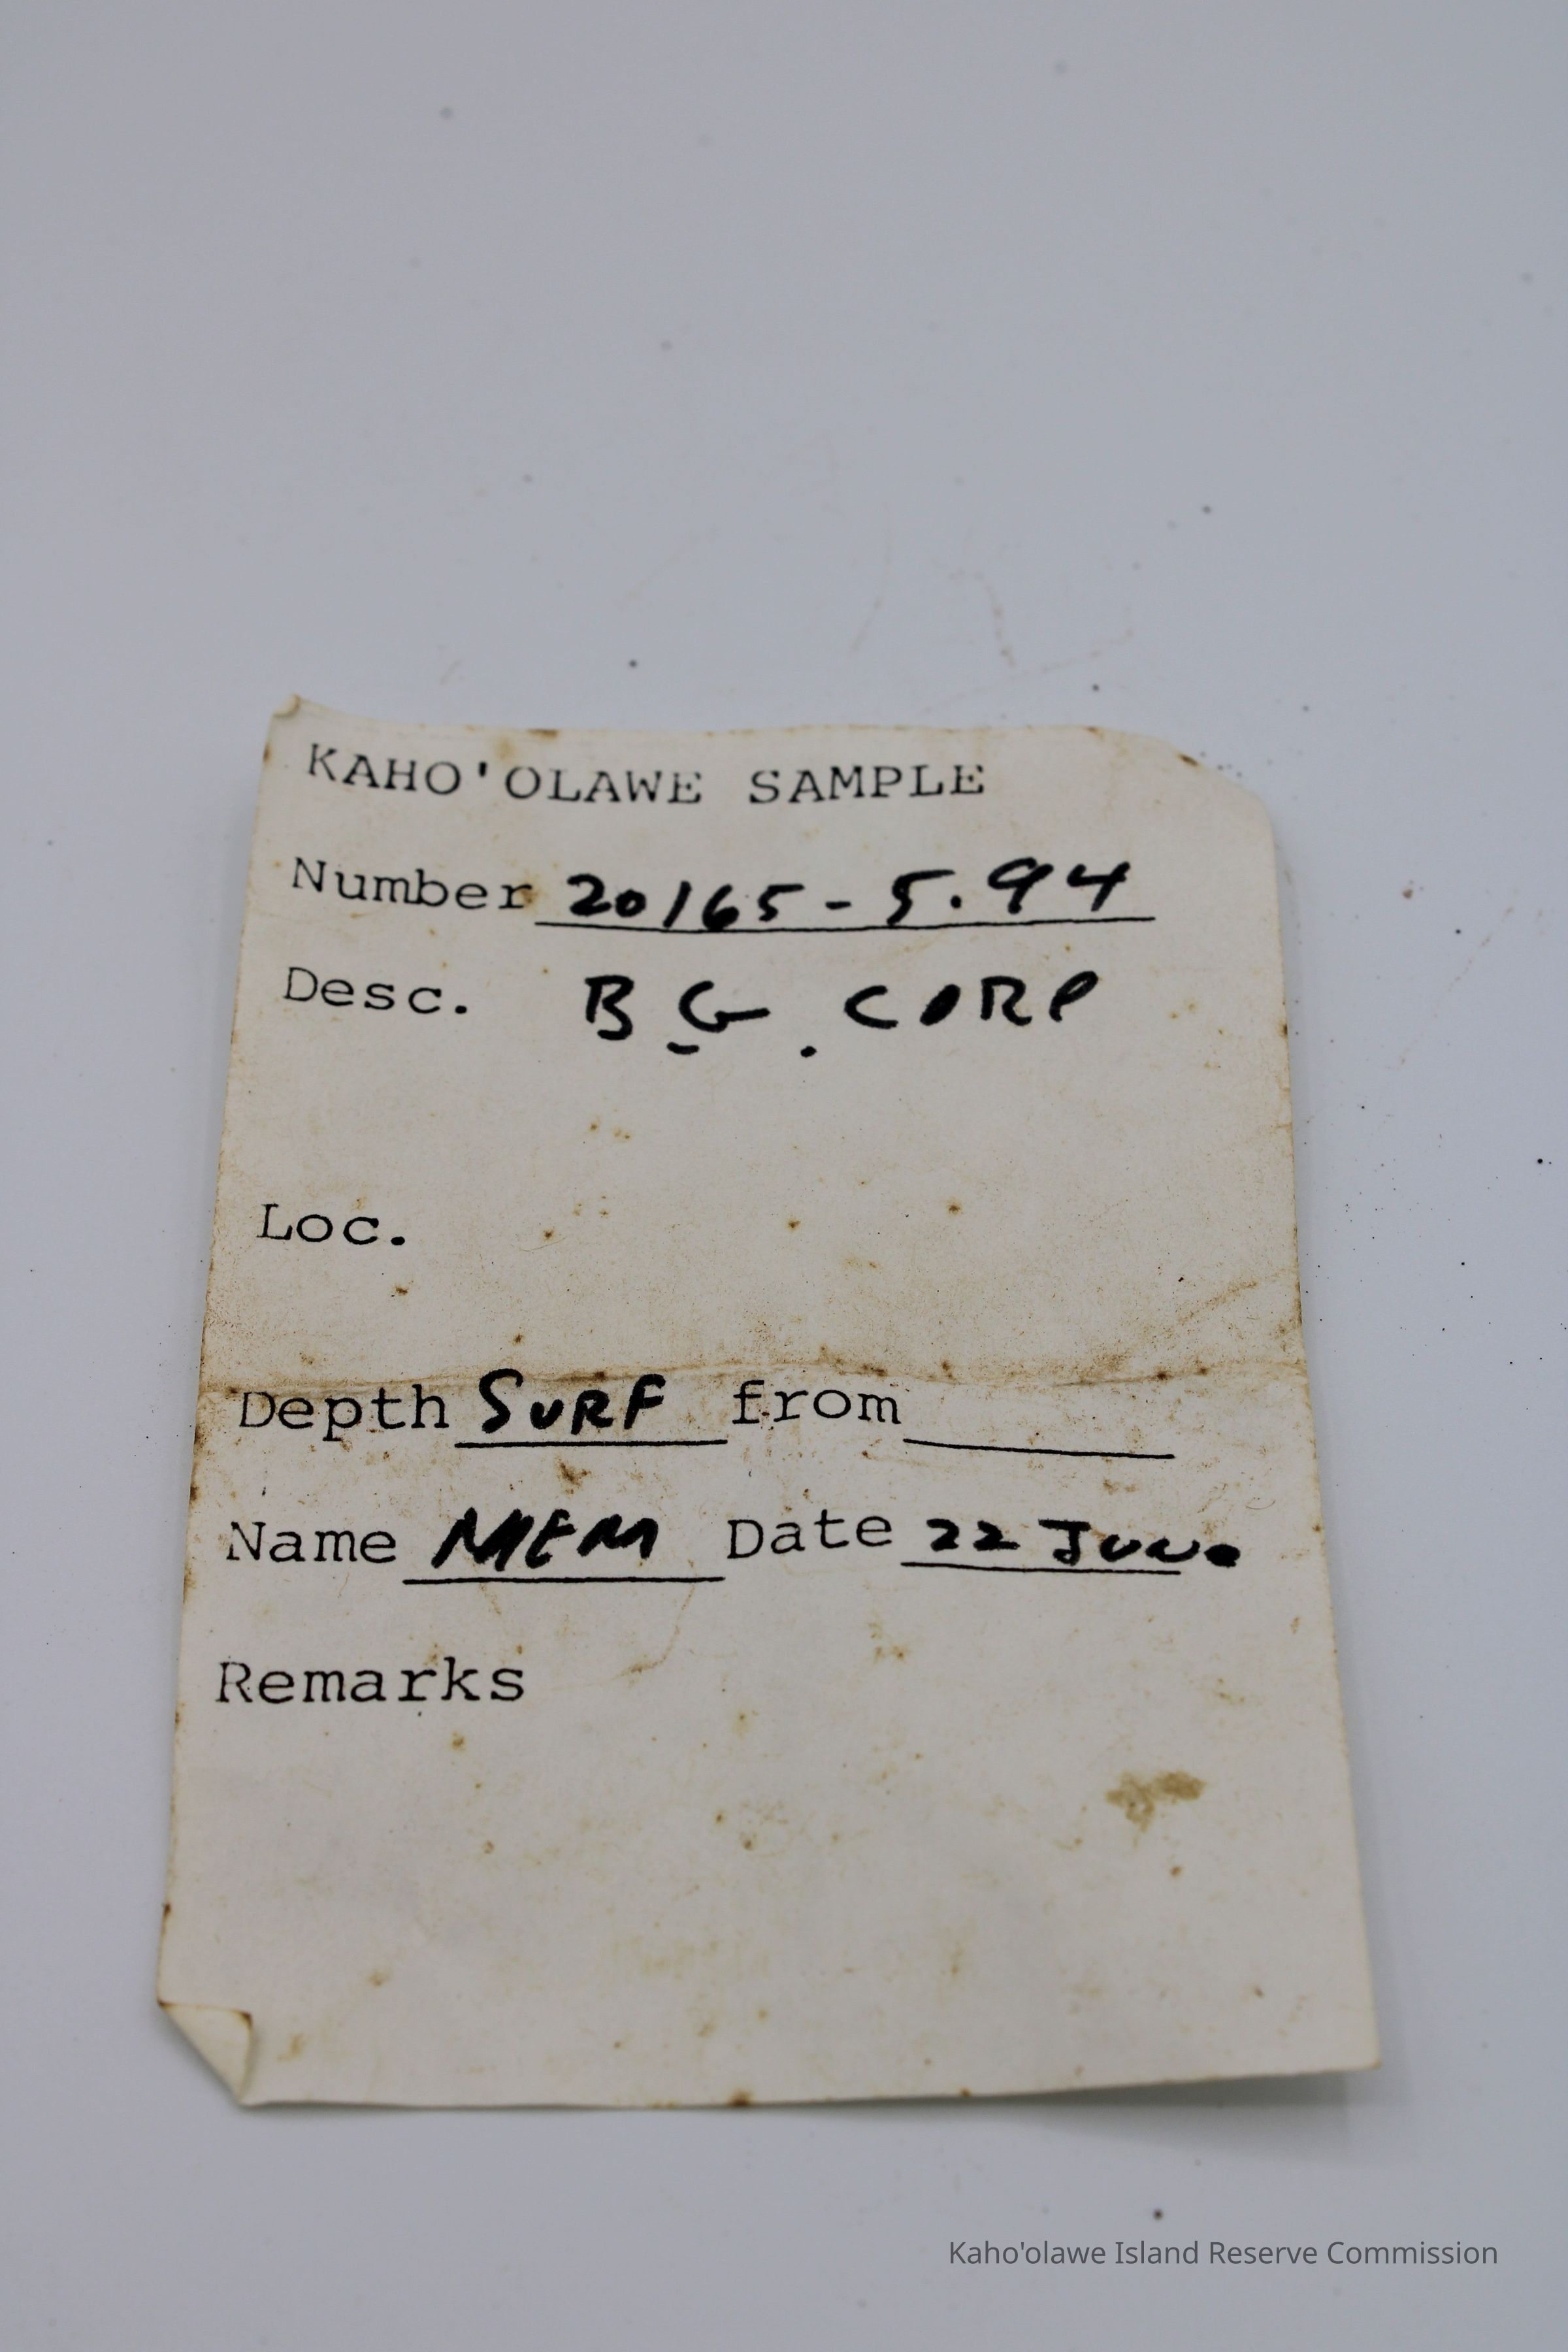 KAHO'OLAWE SAMPLE
Number 20165-5.94
Desc. BG. CORP
Loc.
Depth SURF from
Name MEM Date 22 June
Remarks
Kaho'olawe Island Reserve Commission